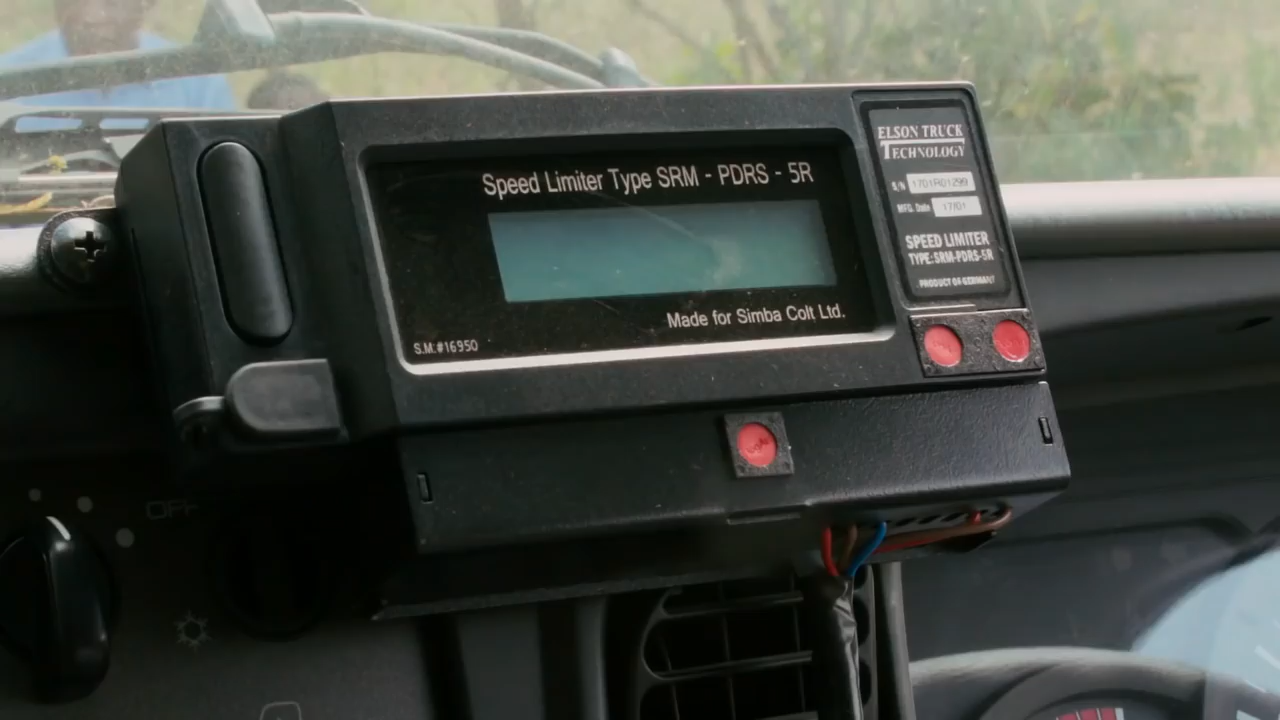 Speed Limiter Type SRM - PDRS - 5R
Made for Simba Colt Ltd.
S.M.#16950
ELSON TRUCK
TECHNOLOGY
S/N 1701R01299
MFG. Date 17/01
SPEED LIMITER
TYPE:SRM-PDRS-5R
PRODUCT OF GERMANY
OFF